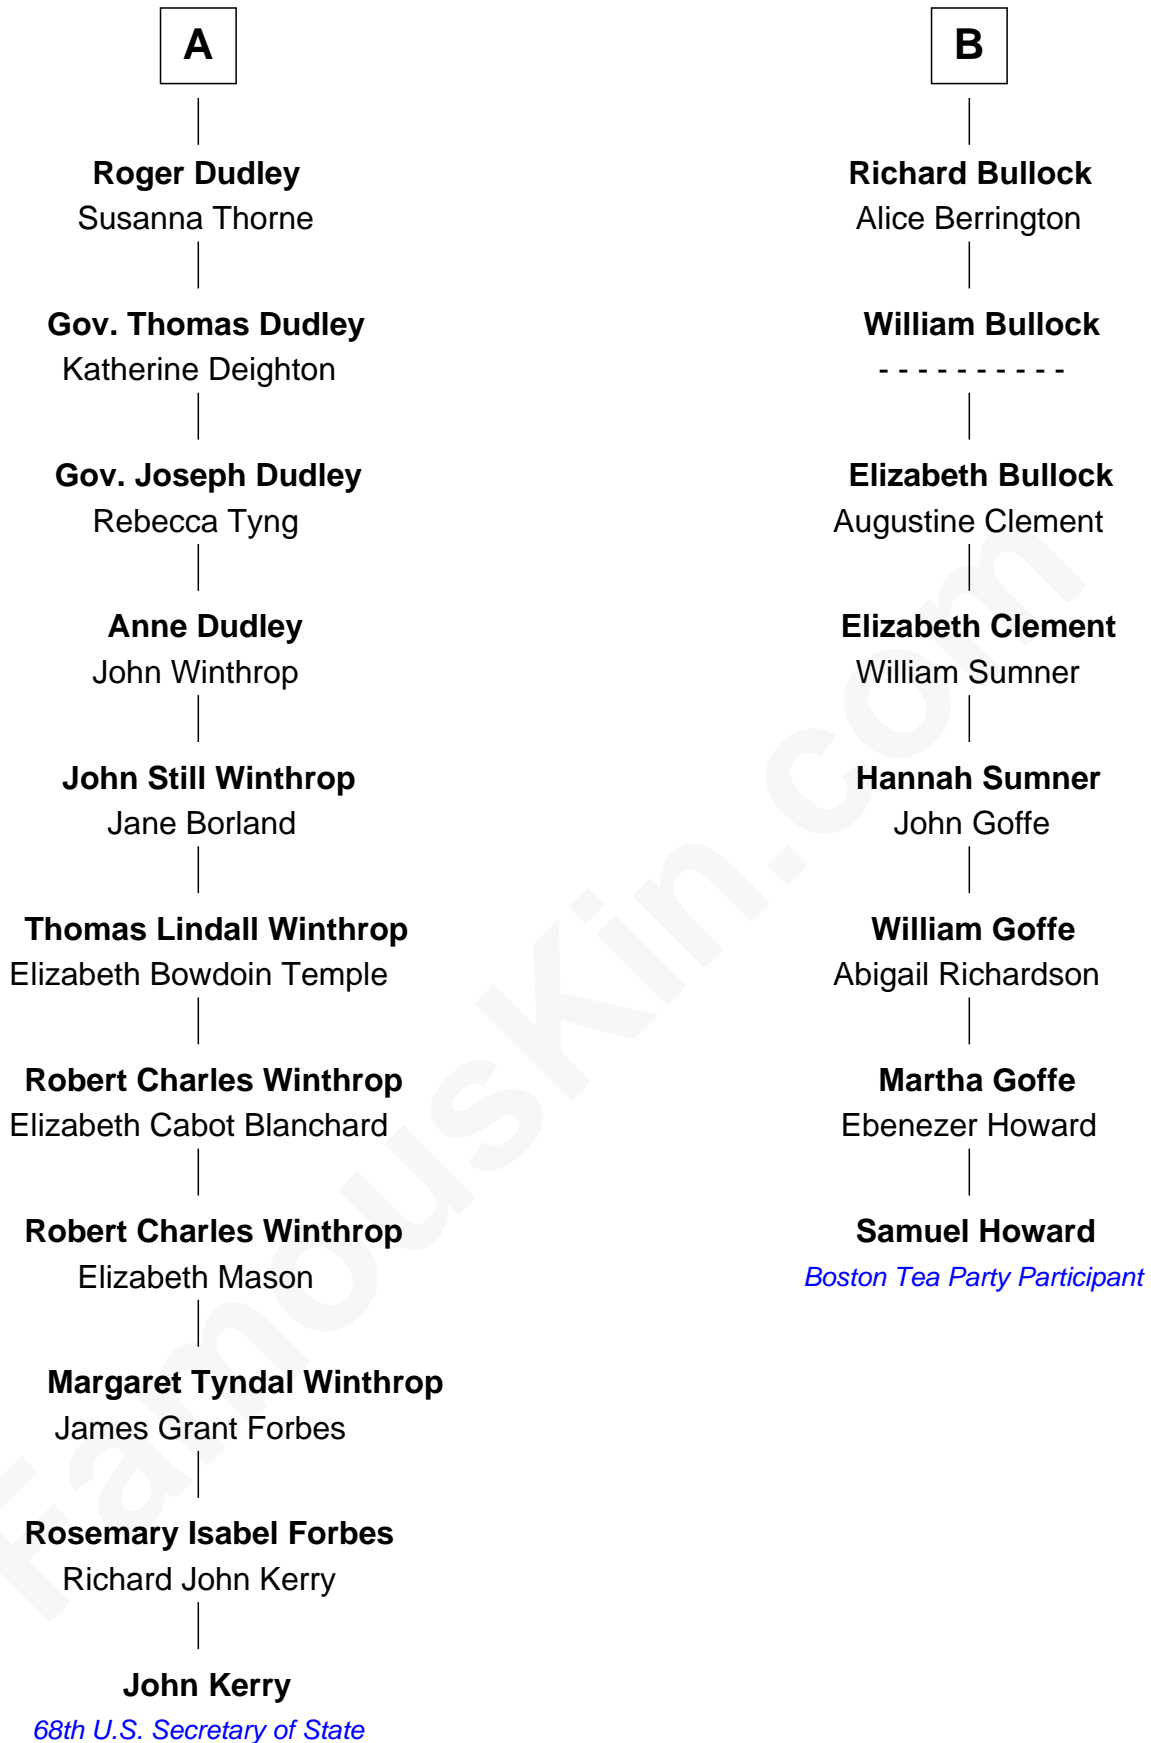 A
Roger Dudley
Susanna Thorne
Gov. Thomas Dudley
Katherine Deighton
Gov. Joseph Dudley
Rebecca Tyng
Anne Dudley
John Winthrop
John Still Winthrop
Jane Borland
Thomas Lindall Winthrop
Elizabeth Bowdoin Temple
Robert Charles Winthrop
Elizabeth Cabot Blanchard
Robert Charles Winthrop
Elizabeth Mason
Margaret Tyndal Winthrop
James Grant Forbes
Rosemary Isabel Forbes
Richard John Kerry
John Kerry
68th U.S. Secretary of State
B
Richard Bullock
Alice Berrington
William Bullock
- - - - - - - - - -
Elizabeth Bullock
Augustine Clement
Elizabeth Clement
William Sumner
Hannah Sumner
John Goffe
William Goffe
Abigail Richardson
Martha Goffe
Ebenezer Howard
Samuel Howard
Boston Tea Party Participant
FamousKin.com